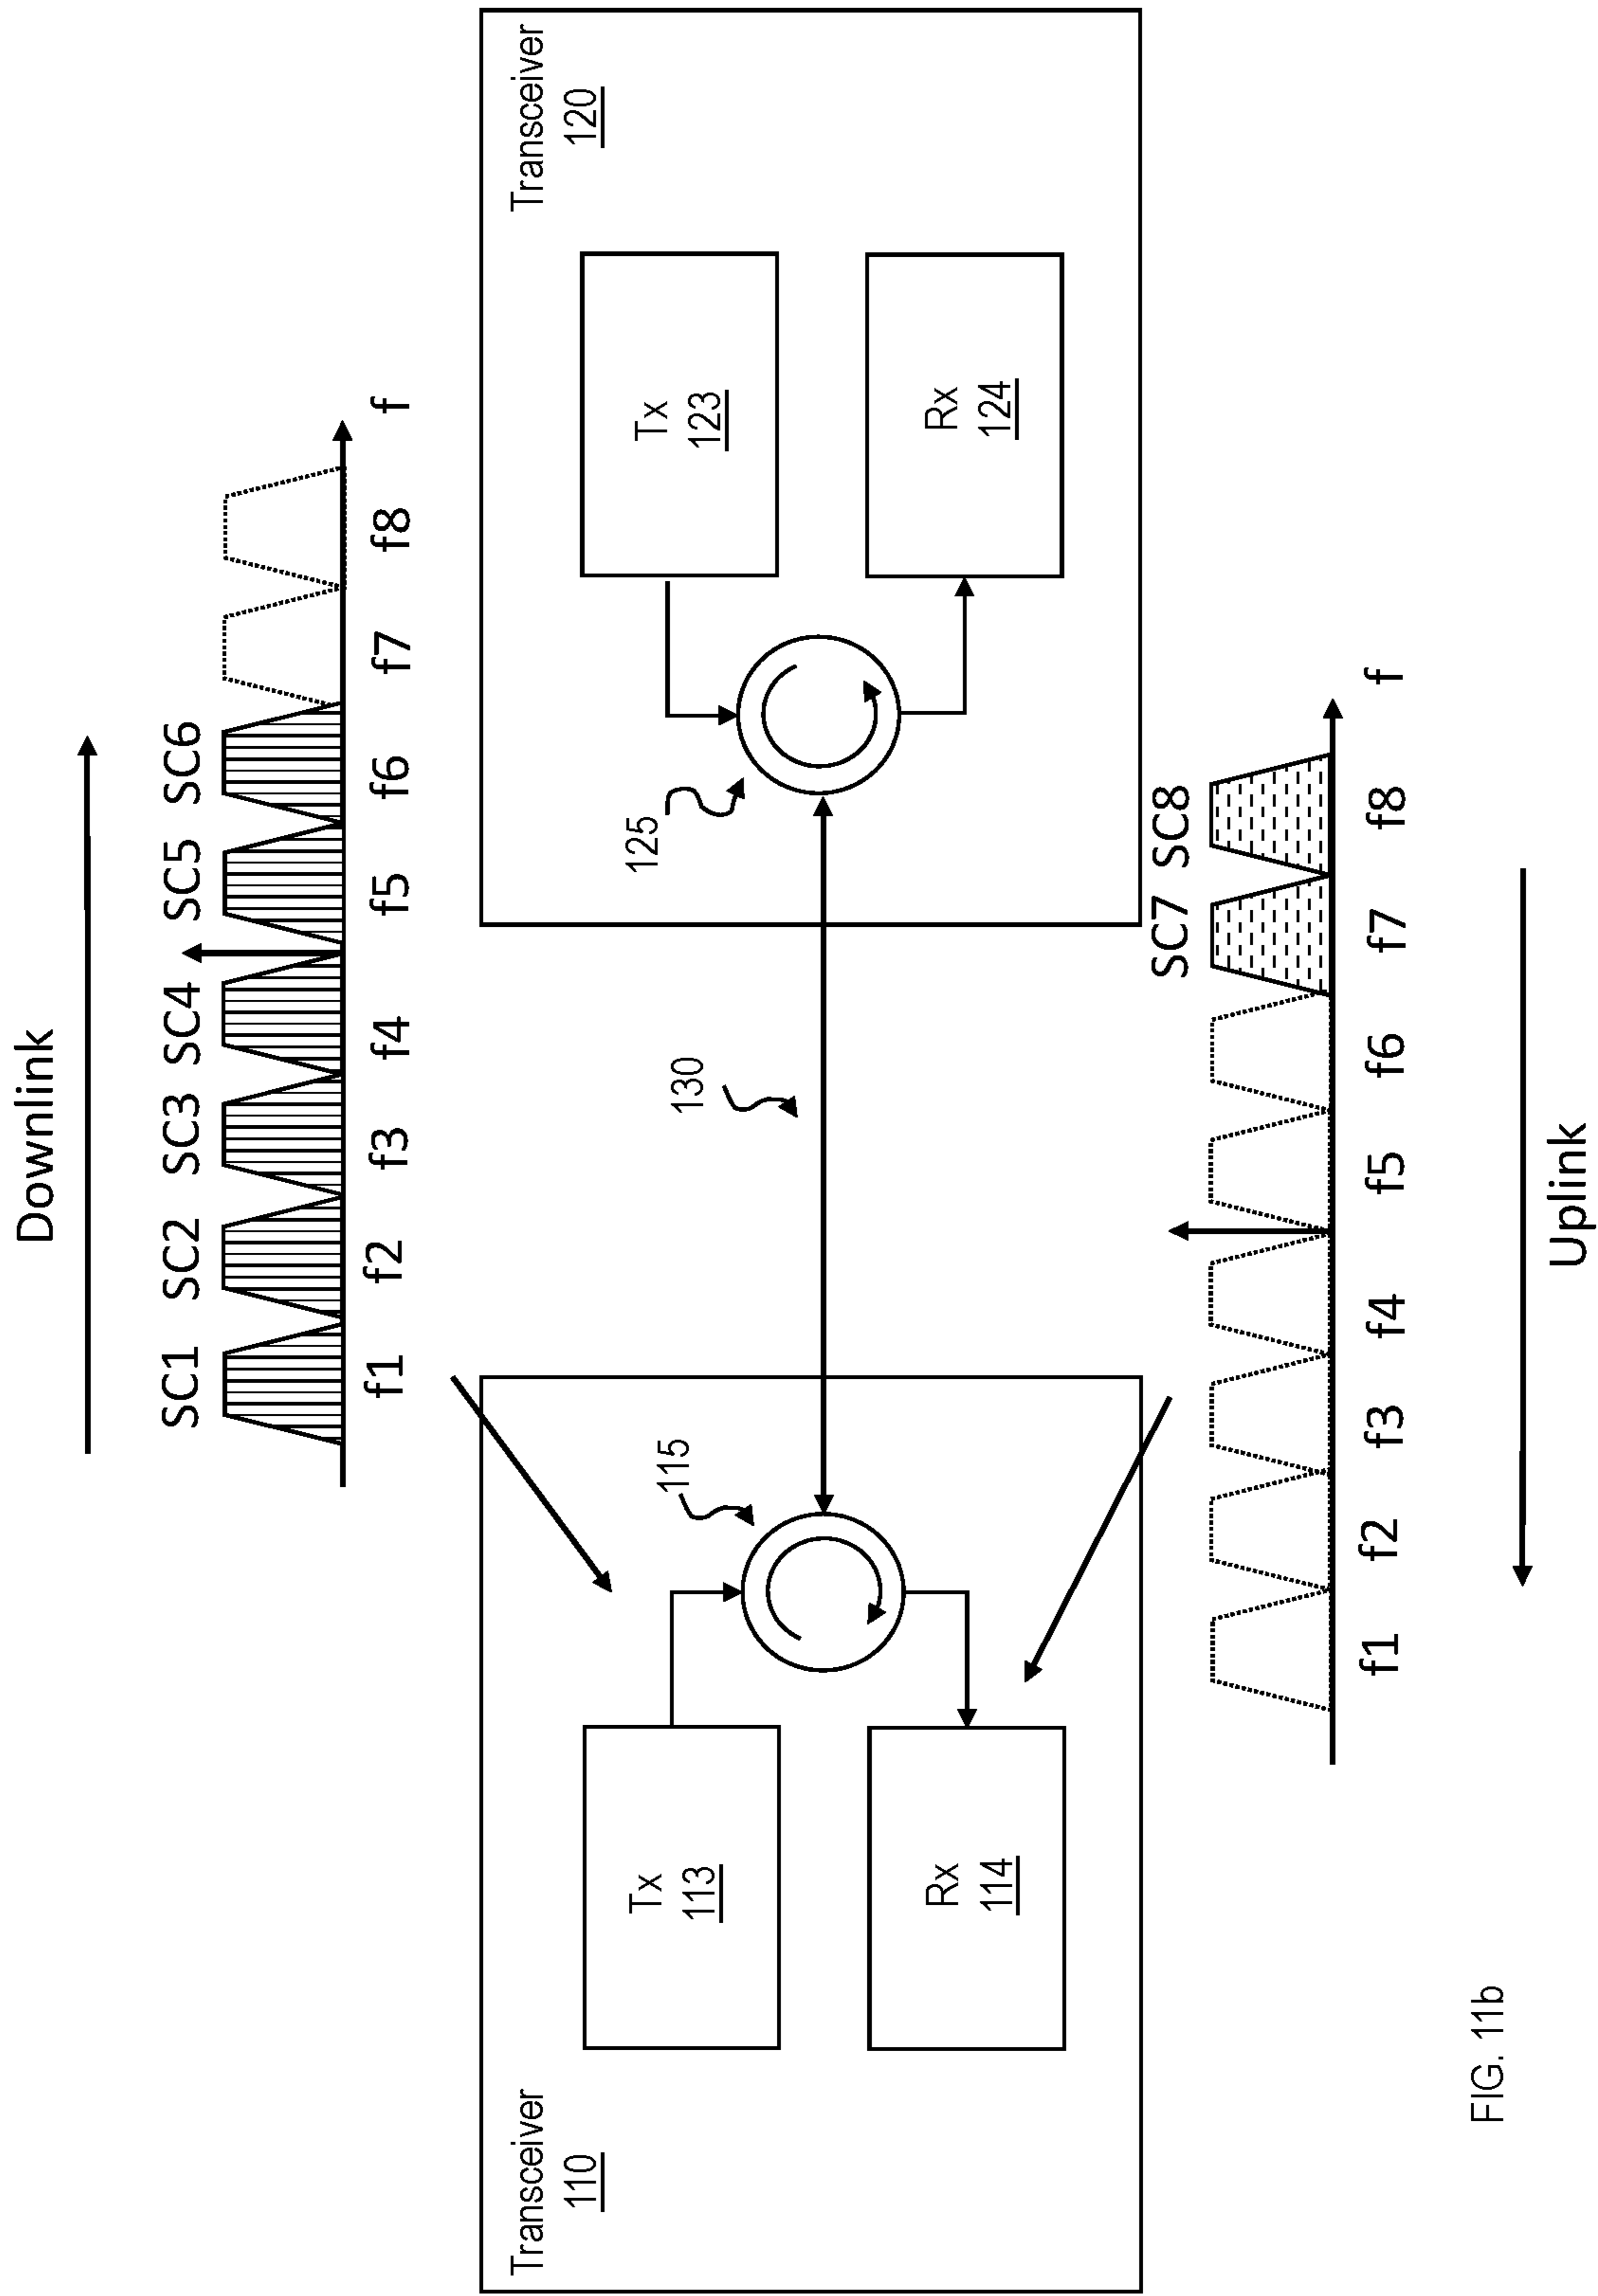 Downlink
SC1 SC2 SC3 SC4 SC5 SC6
f1 f2 f3 f4 f5 f6 f7 f8 f
Transceiver
110
Transceiver
120
Tx
113
115
130
125
Tx
123
Rx
114
Rx
124
SC7 SC8
f1 f2 f3 f4 f5 f6 f7 f8 f
Uplink
FIG. 11b